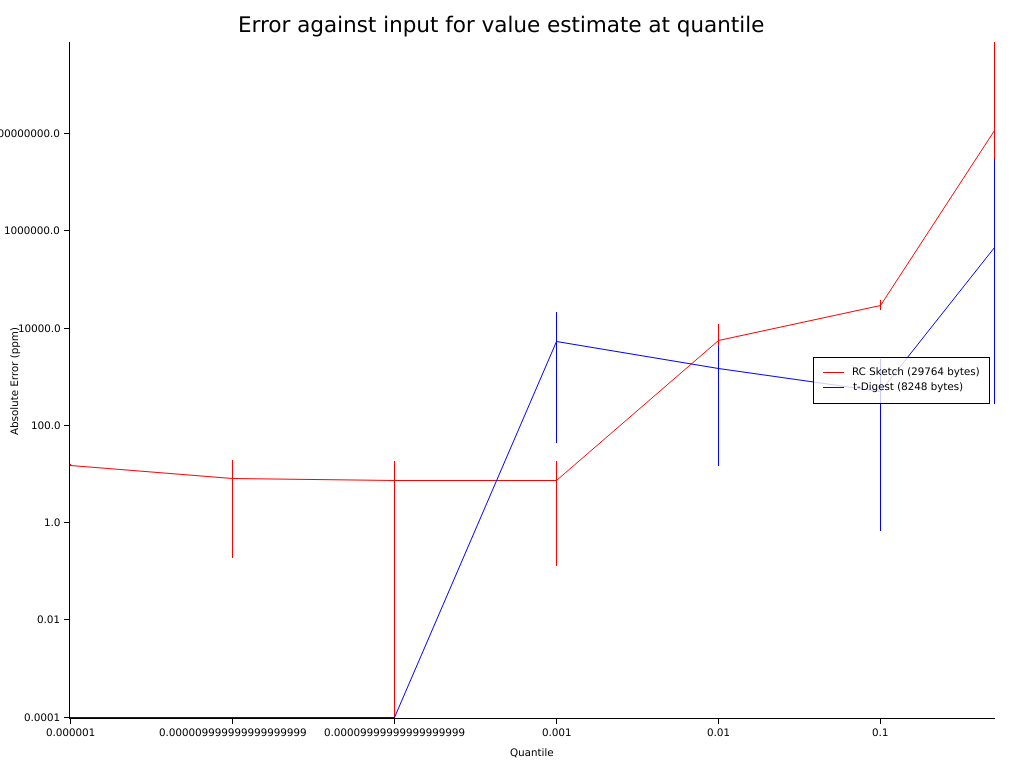 Error against input for value estimate at quantile
00000000.0
1000000.0
10000.0
100.0
1.0
0.01
0.0001
Absolute Error (ppm)
RC Sketch (29764 bytes)
t-Digest (8248 bytes)
0.000001
0.000009999999999999999
0.00009999999999999999
0.001
0.01
0.1
Quantile